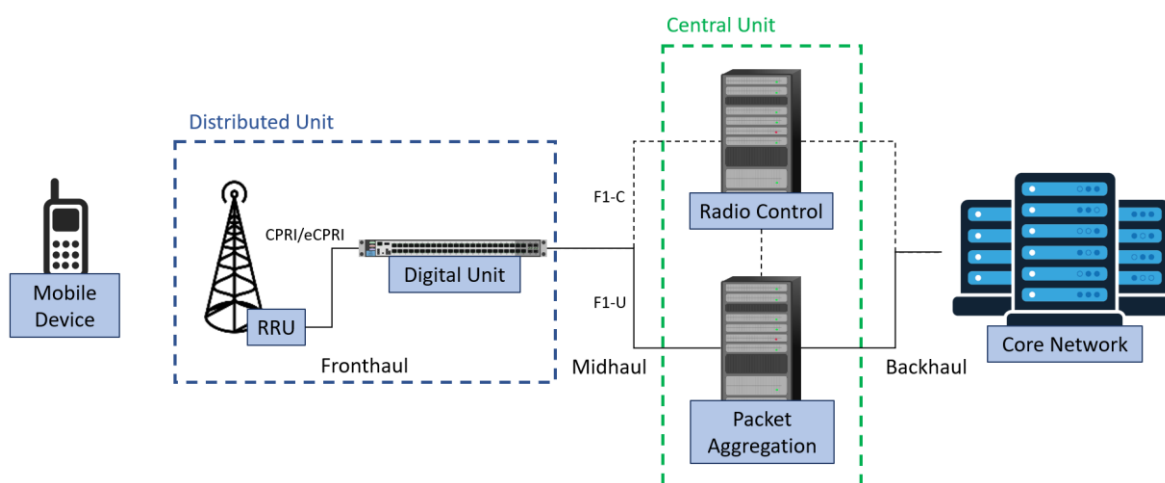 Central Unit
Distributed Unit
F1-C
Radio Control
CPRI/eCPRI
Digital Unit
Mobile
Device
RRU
F1-U
Core Network
Fronthaul
Midhaul
Backhaul
Packet
Aggregation